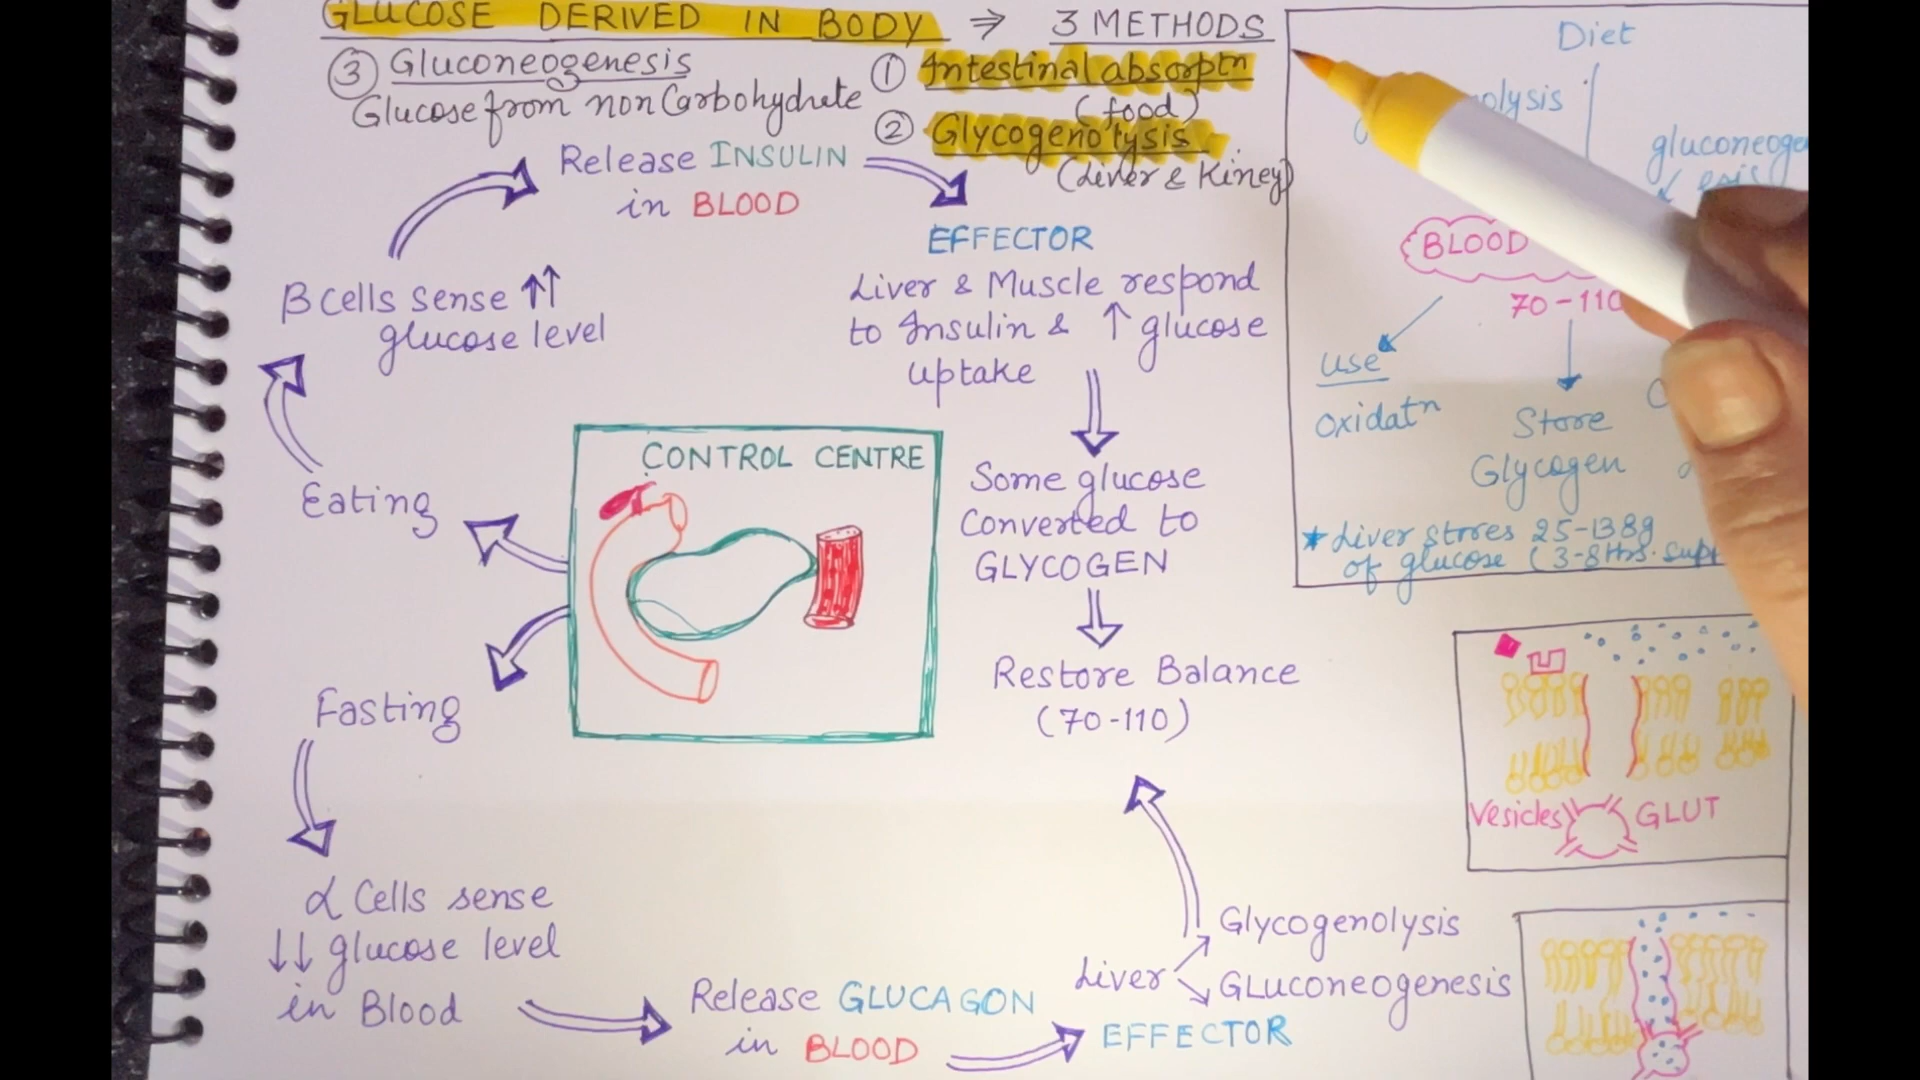 GLUCOSE DERIVED IN BODY ⇒ 3 METHODS
③ Gluconeogenesis
Glucose from non Carbohydrate
① Intestinal absorptn
(food)
② Glycogenolysis
(Liver & Kiney)
Release INSULIN
in BLOOD
EFFECTOR
Liver & Muscle respond
to Insulin & ↑ glucose
uptake
β Cells sense ↑↑
glucose level
Eating
CONTROL CENTRE
Some glucose
Converted to
GLYCOGEN
Restore Balance
(70-110)
Fasting
α Cells sense
↓↓ glucose level
in Blood
Release GLUCAGON
in BLOOD
Liver
Glycogenolysis
Gluconeogenesis
EFFECTOR
Diet
olysis
gluconeoge
esis
BLOOD
70-110
Use
Oxidatn
Store
Glycogen
★ Liver stroes 25-138g
of glucose (3-8Hrs. supp
Vesicles
GLUT